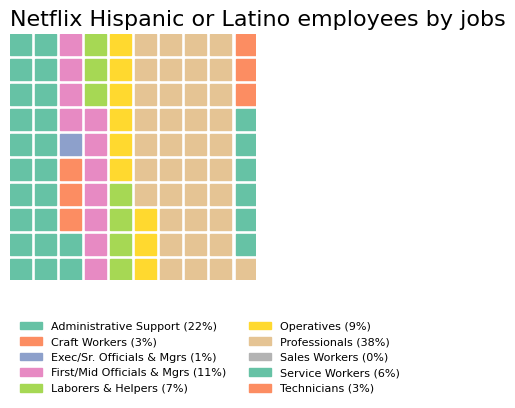 Netflix Hispanic or Latino employees by jobs
Administrative Support (22%)
Craft Workers (3%)
Exec/Sr. Officials & Mgrs (1%)
First/Mid Officials & Mgrs (11%)
Laborers & Helpers (7%)
Operatives (9%)
Professionals (38%)
Sales Workers (0%)
Service Workers (6%)
Technicians (3%)